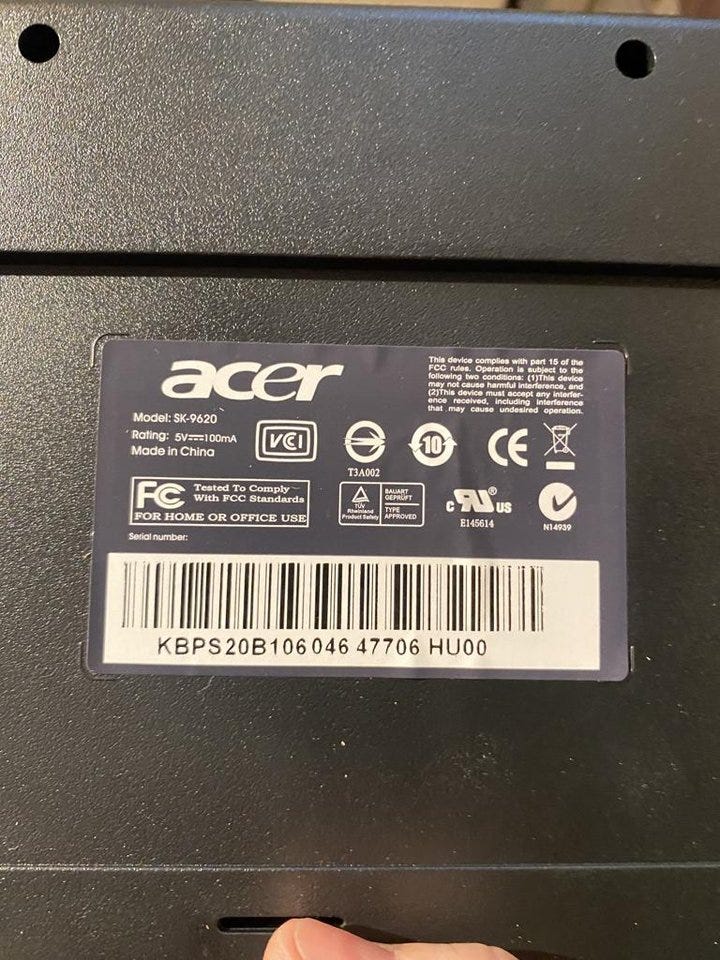 acer
This device complies with part 15 of the
FCC rules. Operation is subject to the
following two conditions: (1)This device
may not cause harmful interference, and
(2)This device must accept any interfer-
ence received, including interference
that may cause undesired operation.
Model: SK-9620
Rating: 5V⎓100mA
Made in China
VCI
T3A002
10
CE
FC Tested To Comply
With FCC Standards
FOR HOME OR OFFICE USE
TÜV
Rheinland
Product Safety
BAUART
GEPRÜFT
TYPE
APPROVED
c RU® US
E145614
N14939
Serial number:
KBPS20B106046 47706 HU00